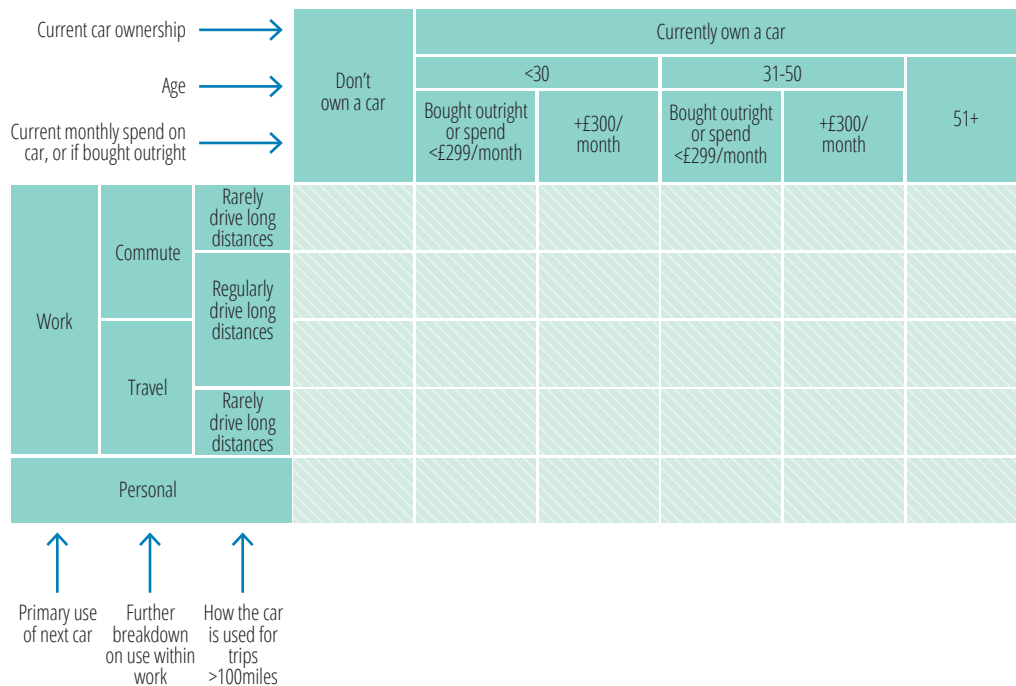 Current car ownership
Currently own a car
Don't
own a car
Age
<30
31-50
51+
Current monthly spend on
car, or if bought outright
Bought outright
or spend
<£299/month
+£300/
month
Bought outright
or spend
<£299/month
+£300/
month
Work
Commute
Rarely
drive long
distances
Regularly
drive long
distances
Travel
Rarely
drive long
distances
Personal
Primary use
of next car
Further
breakdown
on use within
work
How the car
is used for
trips
>100miles